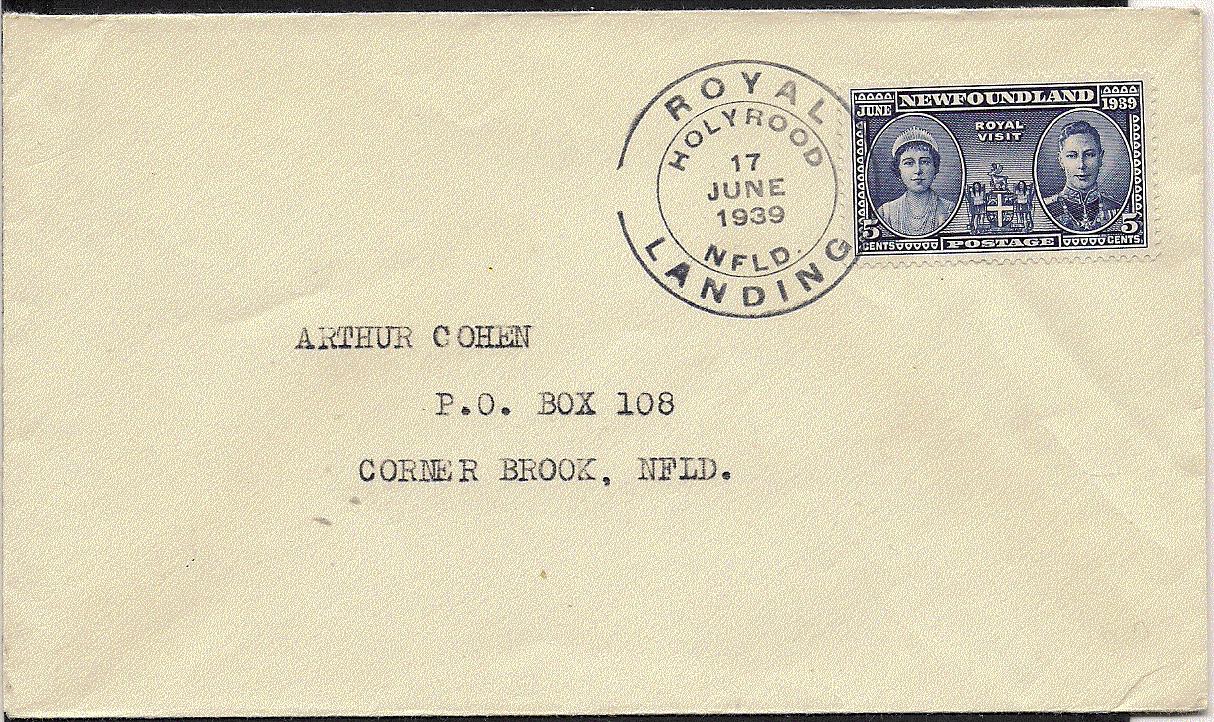 ROYAL
HOLYROOD
17
JUNE
1939
NFLD.
LANDING
JUNE NEWFOUNDLAND 1939
ROYAL
VISIT
5 5
CENTS POSTAGE CENTS
ARTHUR COHEN
P.O. BOX 108
CORNER BROOK, NFLD.